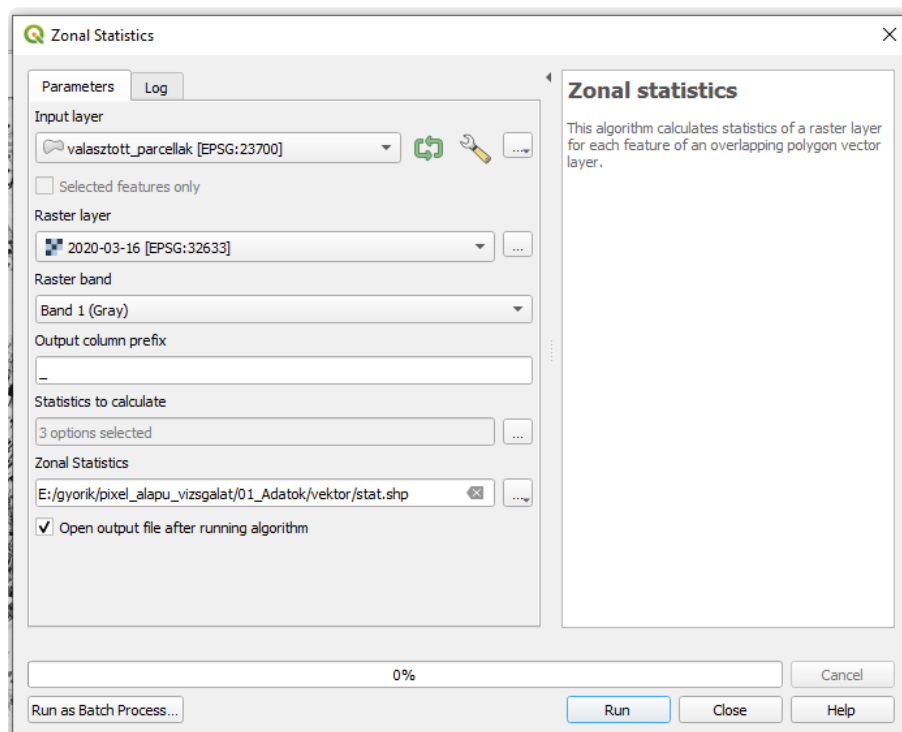 Zonal Statistics
Parameters
Log
Input layer
valasztott_parcellak [EPSG:23700]
...
Selected features only
Raster layer
2020-03-16 [EPSG:32633]
...
Raster band
Band 1 (Gray)
Output column prefix
_
Statistics to calculate
3 options selected
...
Zonal Statistics
E:/gyorik/pixel_alapu_vizsgalat/01_Adatok/vektor/stat.shp
...
Open output file after running algorithm
Zonal statistics
This algorithm calculates statistics of a raster layer
for each feature of an overlapping polygon vector
layer.
0%
Cancel
Run as Batch Process...
Run
Close
Help